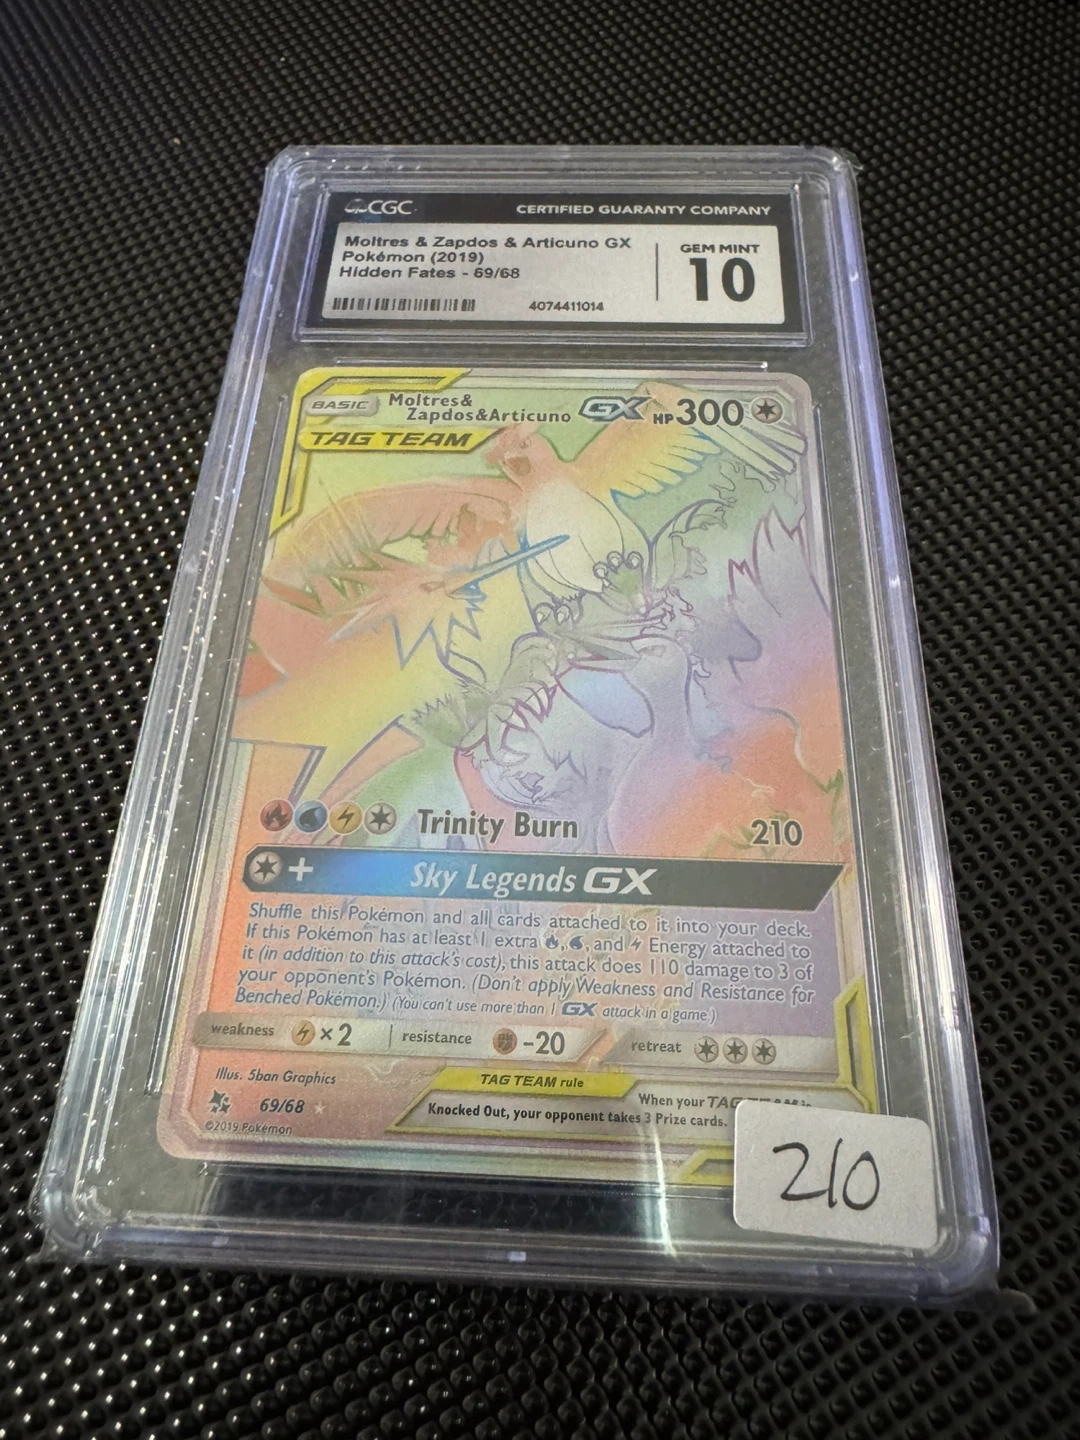 CGC
CERTIFIED GUARANTY COMPANY
Moltres & Zapdos & Articuno GX
Pokémon (2019)
Hidden Fates - 69/68
GEM MINT
10
4074411014
BASIC
Moltres&
Zapdos&Articuno GX
HP 300
TAG TEAM
Trinity Burn 210
+ Sky Legends GX
Shuffle this Pokémon and all cards attached to it into your deck.
If this Pokémon has at least 1 extra , , and Energy attached to
it (in addition to this attack's cost), this attack does 110 damage to 3 of
your opponent's Pokémon. (Don't apply Weakness and Resistance for
Benched Pokémon.) (You can't use more than 1 GX attack in a game.)
weakness ×2 resistance -20 retreat
Illus. 5ban Graphics
TAG TEAM rule
When your TAG TEAM is
Knocked Out, your opponent takes 3 Prize cards.
69/68
©2019 Pokémon
210